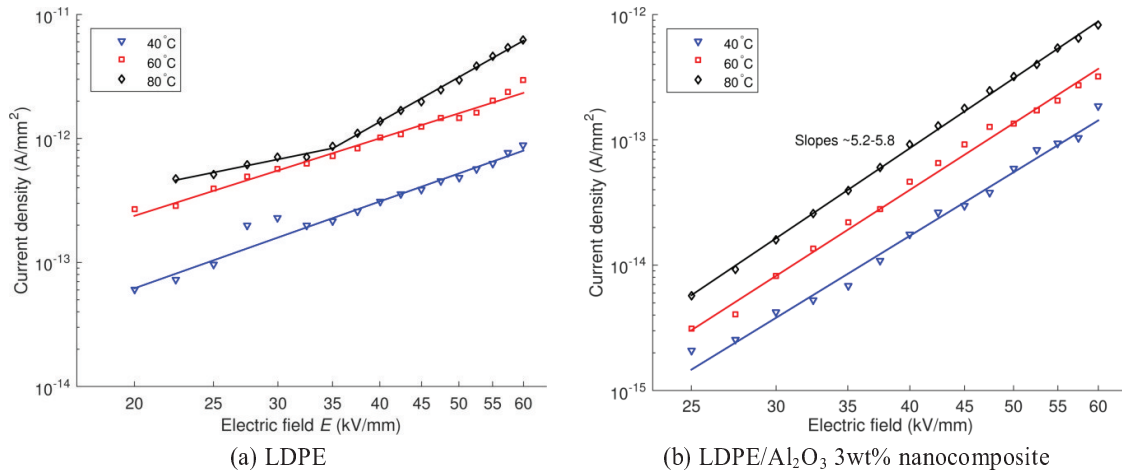 10⁻¹¹
40°C
60°C
80°C
10⁻¹²
10⁻¹³
10⁻¹⁴
Current density (A/mm²)
20 25 30 35 40 45 50 55 60
Electric field E (kV/mm)
(a) LDPE
10⁻¹²
40°C
60°C
80°C
Slopes ~5.2-5.8
10⁻¹³
10⁻¹⁴
10⁻¹⁵
Current density (A/mm²)
25 30 35 40 45 50 55 60
Electric field (kV/mm)
(b) LDPE/Al₂O₃ 3wt% nanocomposite